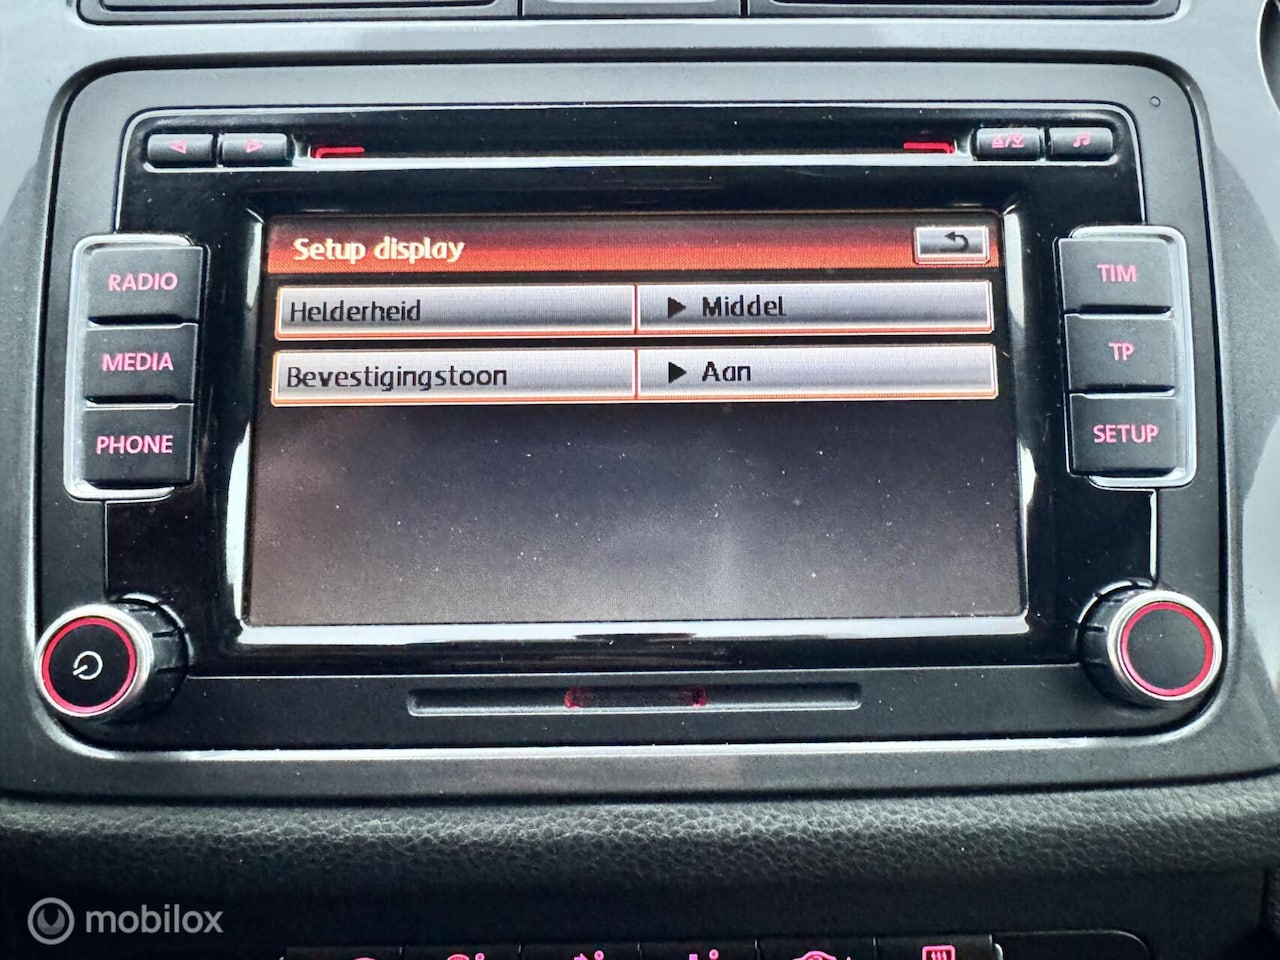 Setup display
Helderheid
Middel
Bevestigingstoon
Aan
RADIO
MEDIA
PHONE
TIM
TP
SETUP
mobilox